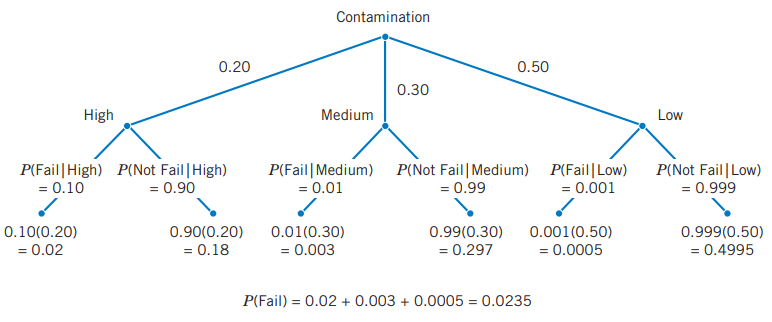 Contamination
0.20
0.50
0.30
High
Medium
Low
P(Fail|High) P(Not Fail|High) P(Fail|Medium) P(Not Fail|Medium) P(Fail|Low) P(Not Fail|Low)
= 0.10 = 0.90 = 0.01 = 0.99 = 0.001 = 0.999
0.10(0.20) 0.90(0.20) 0.01(0.30) 0.99(0.30) 0.001(0.50) 0.999(0.50)
= 0.02 = 0.18 = 0.003 = 0.297 = 0.0005 = 0.4995
P(Fail) = 0.02 + 0.003 + 0.0005 = 0.0235